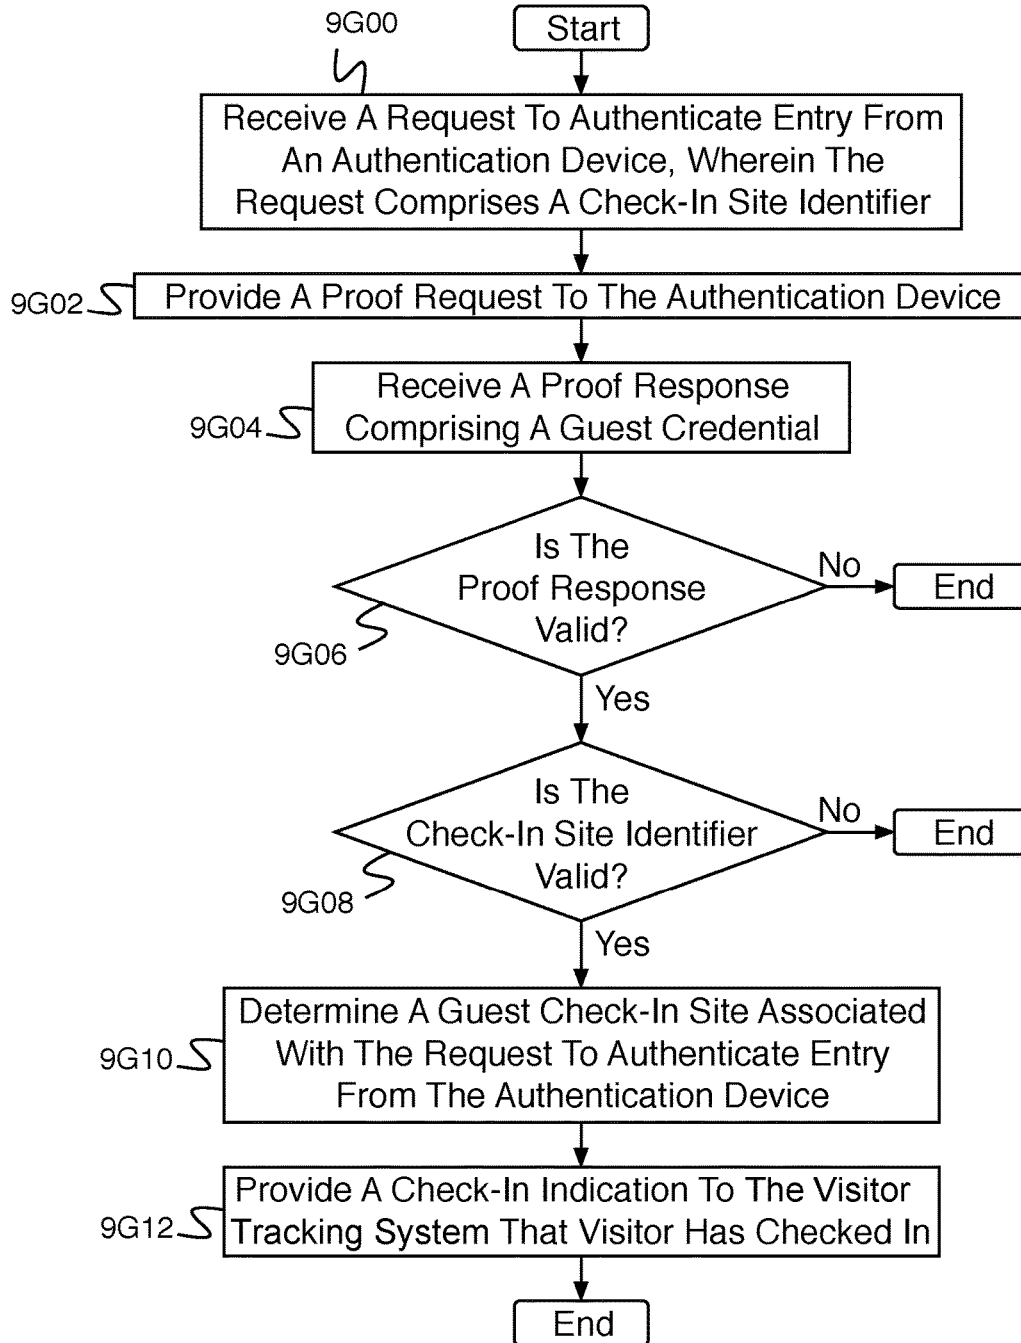 9G00
Start
Receive A Request To Authenticate Entry From
An Authentication Device, Wherein The
Request Comprises A Check-In Site Identifier
9G02
Provide A Proof Request To The Authentication Device
9G04
Receive A Proof Response
Comprising A Guest Credential
Is The
Proof Response
Valid?
No
End
9G06
Yes
Is The
Check-In Site Identifier
Valid?
No
End
9G08
Yes
Determine A Guest Check-In Site Associated
With The Request To Authenticate Entry
From The Authentication Device
9G10
Provide A Check-In Indication To The Visitor
Tracking System That Visitor Has Checked In
9G12
End